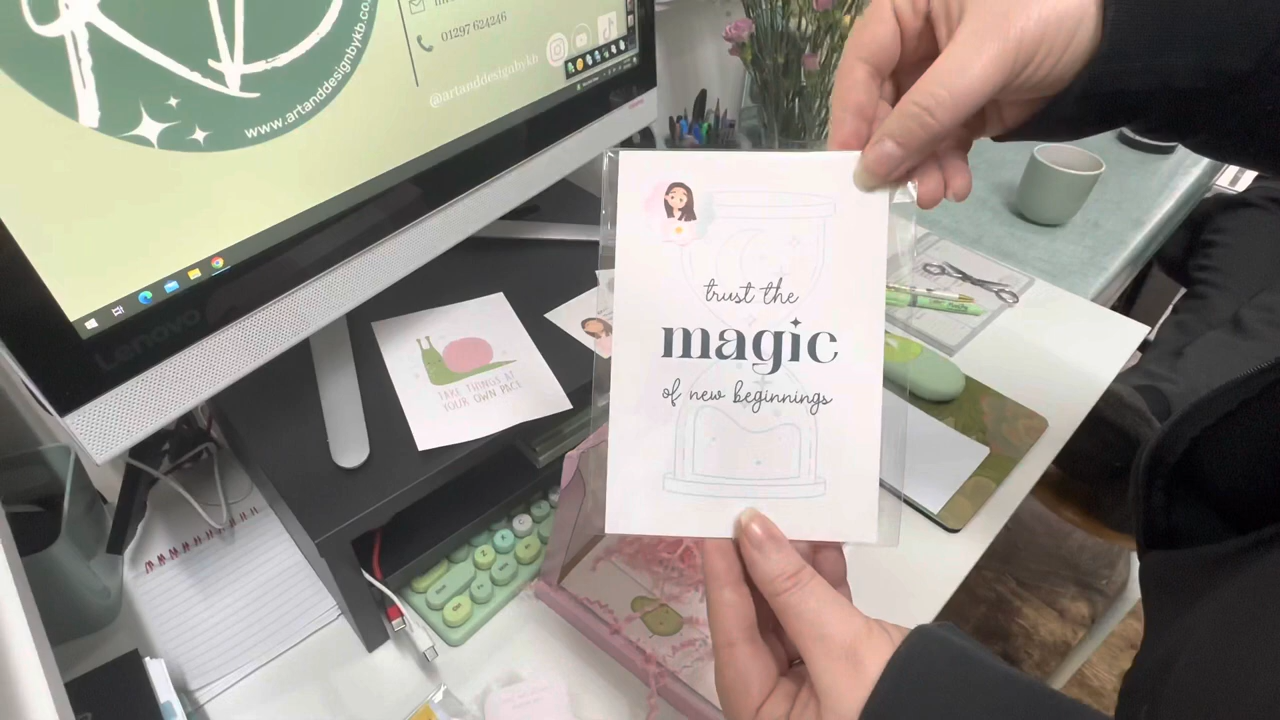 www.artanddesignbykb.co
01297 624246
@artanddesignbykb
Lenovo
TAKE THINGS AT
YOUR OWN PACE
trust the
magic
of new beginnings